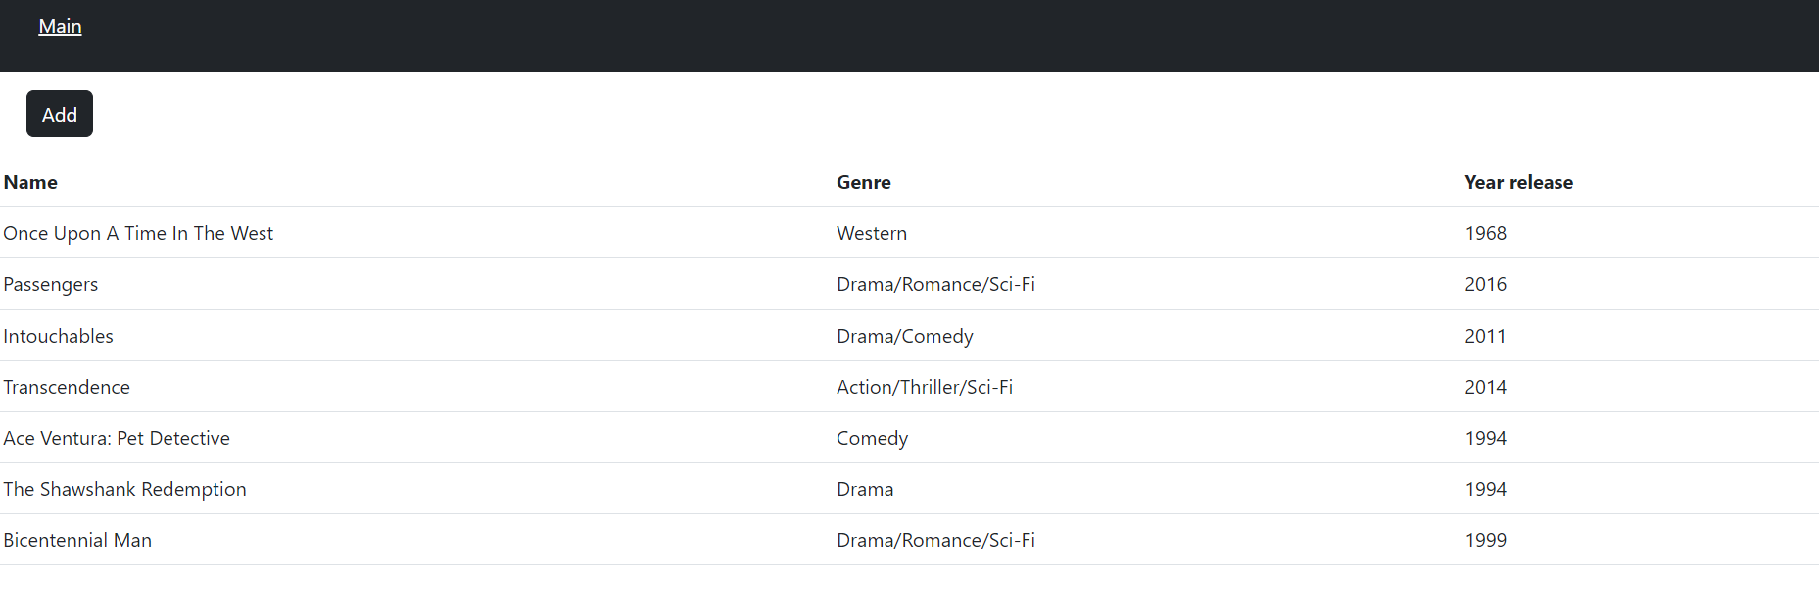 Main
Add
Name Genre Year release
Once Upon A Time In The West Western 1968
Passengers Drama/Romance/Sci-Fi 2016
Intouchables Drama/Comedy 2011
Transcendence Action/Thriller/Sci-Fi 2014
Ace Ventura: Pet Detective Comedy 1994
The Shawshank Redemption Drama 1994
Bicentennial Man Drama/Romance/Sci-Fi 1999